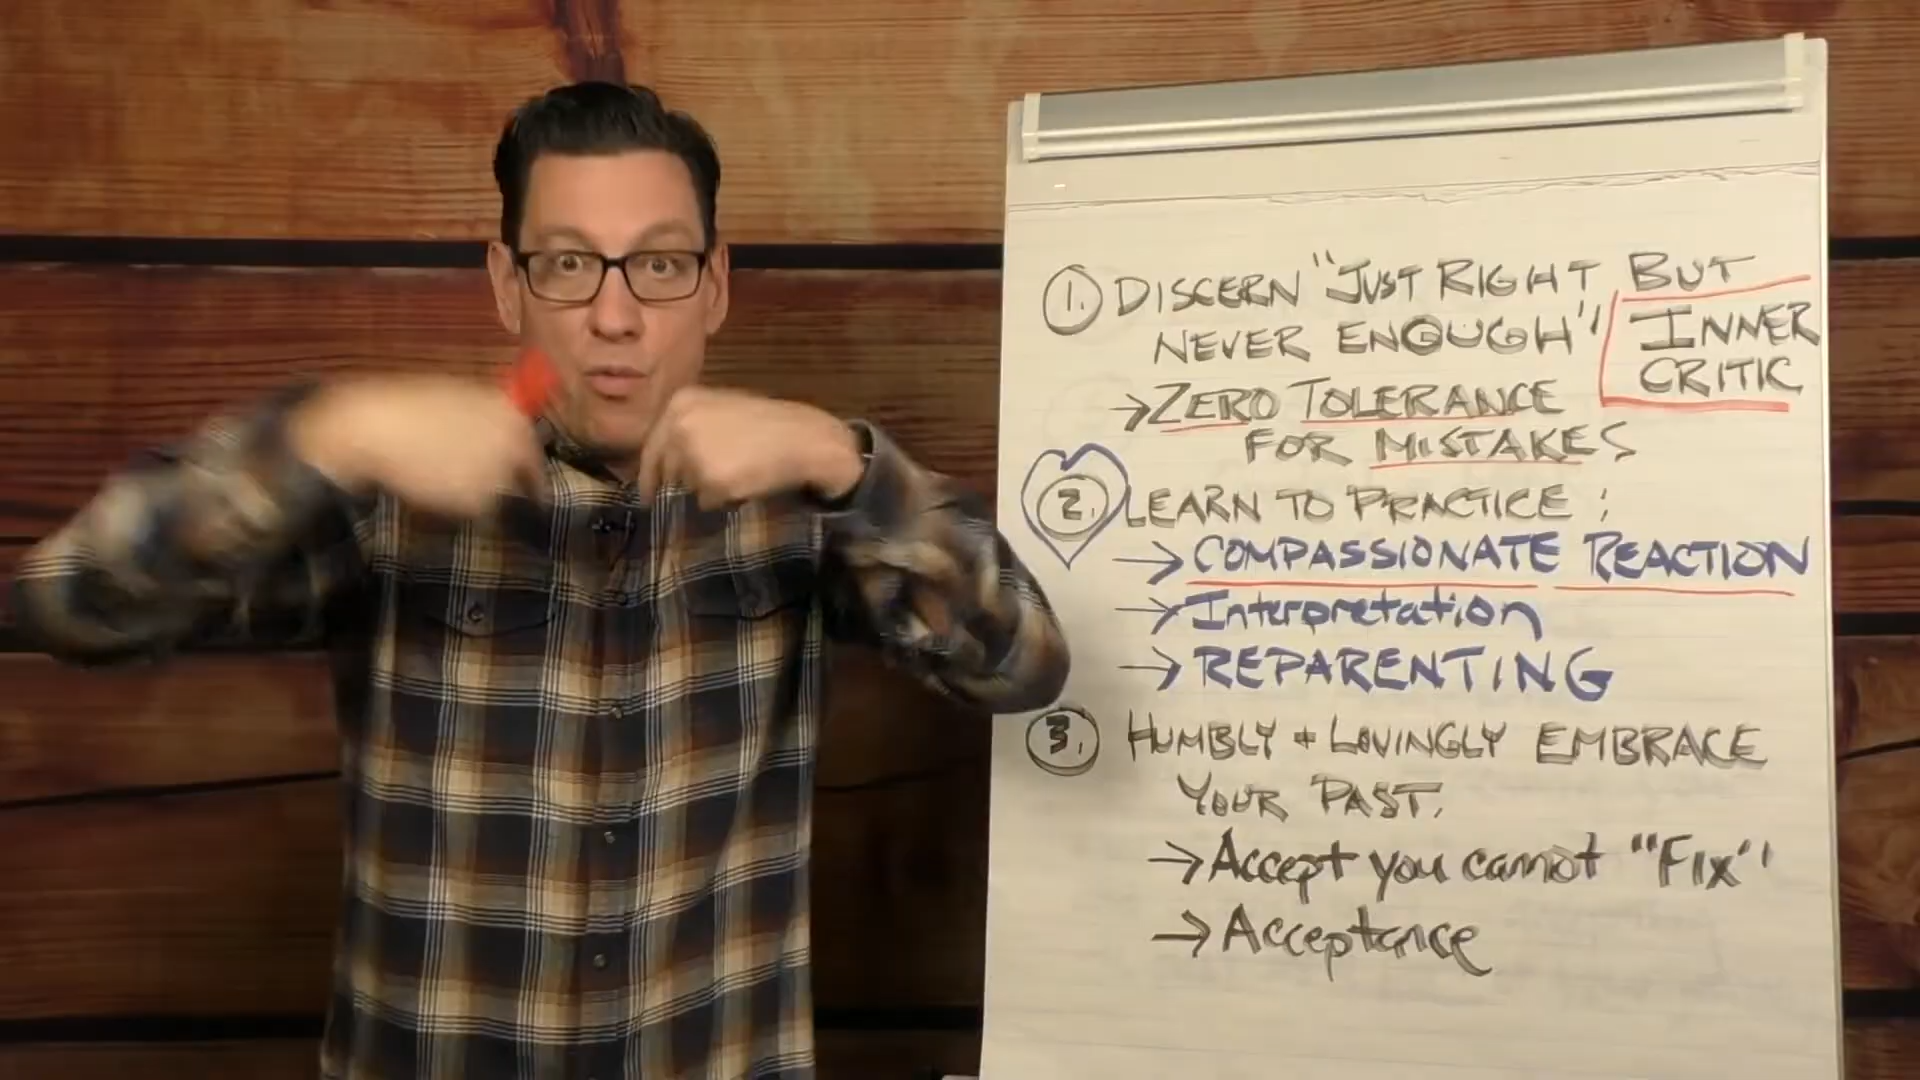 1. DISCERN "JUST RIGHT BUT
NEVER ENOUGH"
INNER
CRITIC
→ ZERO TOLERANCE
FOR MISTAKES
2. LEARN TO PRACTICE:
→ COMPASSIONATE REACTION
→ Interpretation
→ REPARENTING
3. HUMBLY + LOVINGLY EMBRACE
YOUR PAST.
→ Accept you cannot "Fix"
→ Acceptance